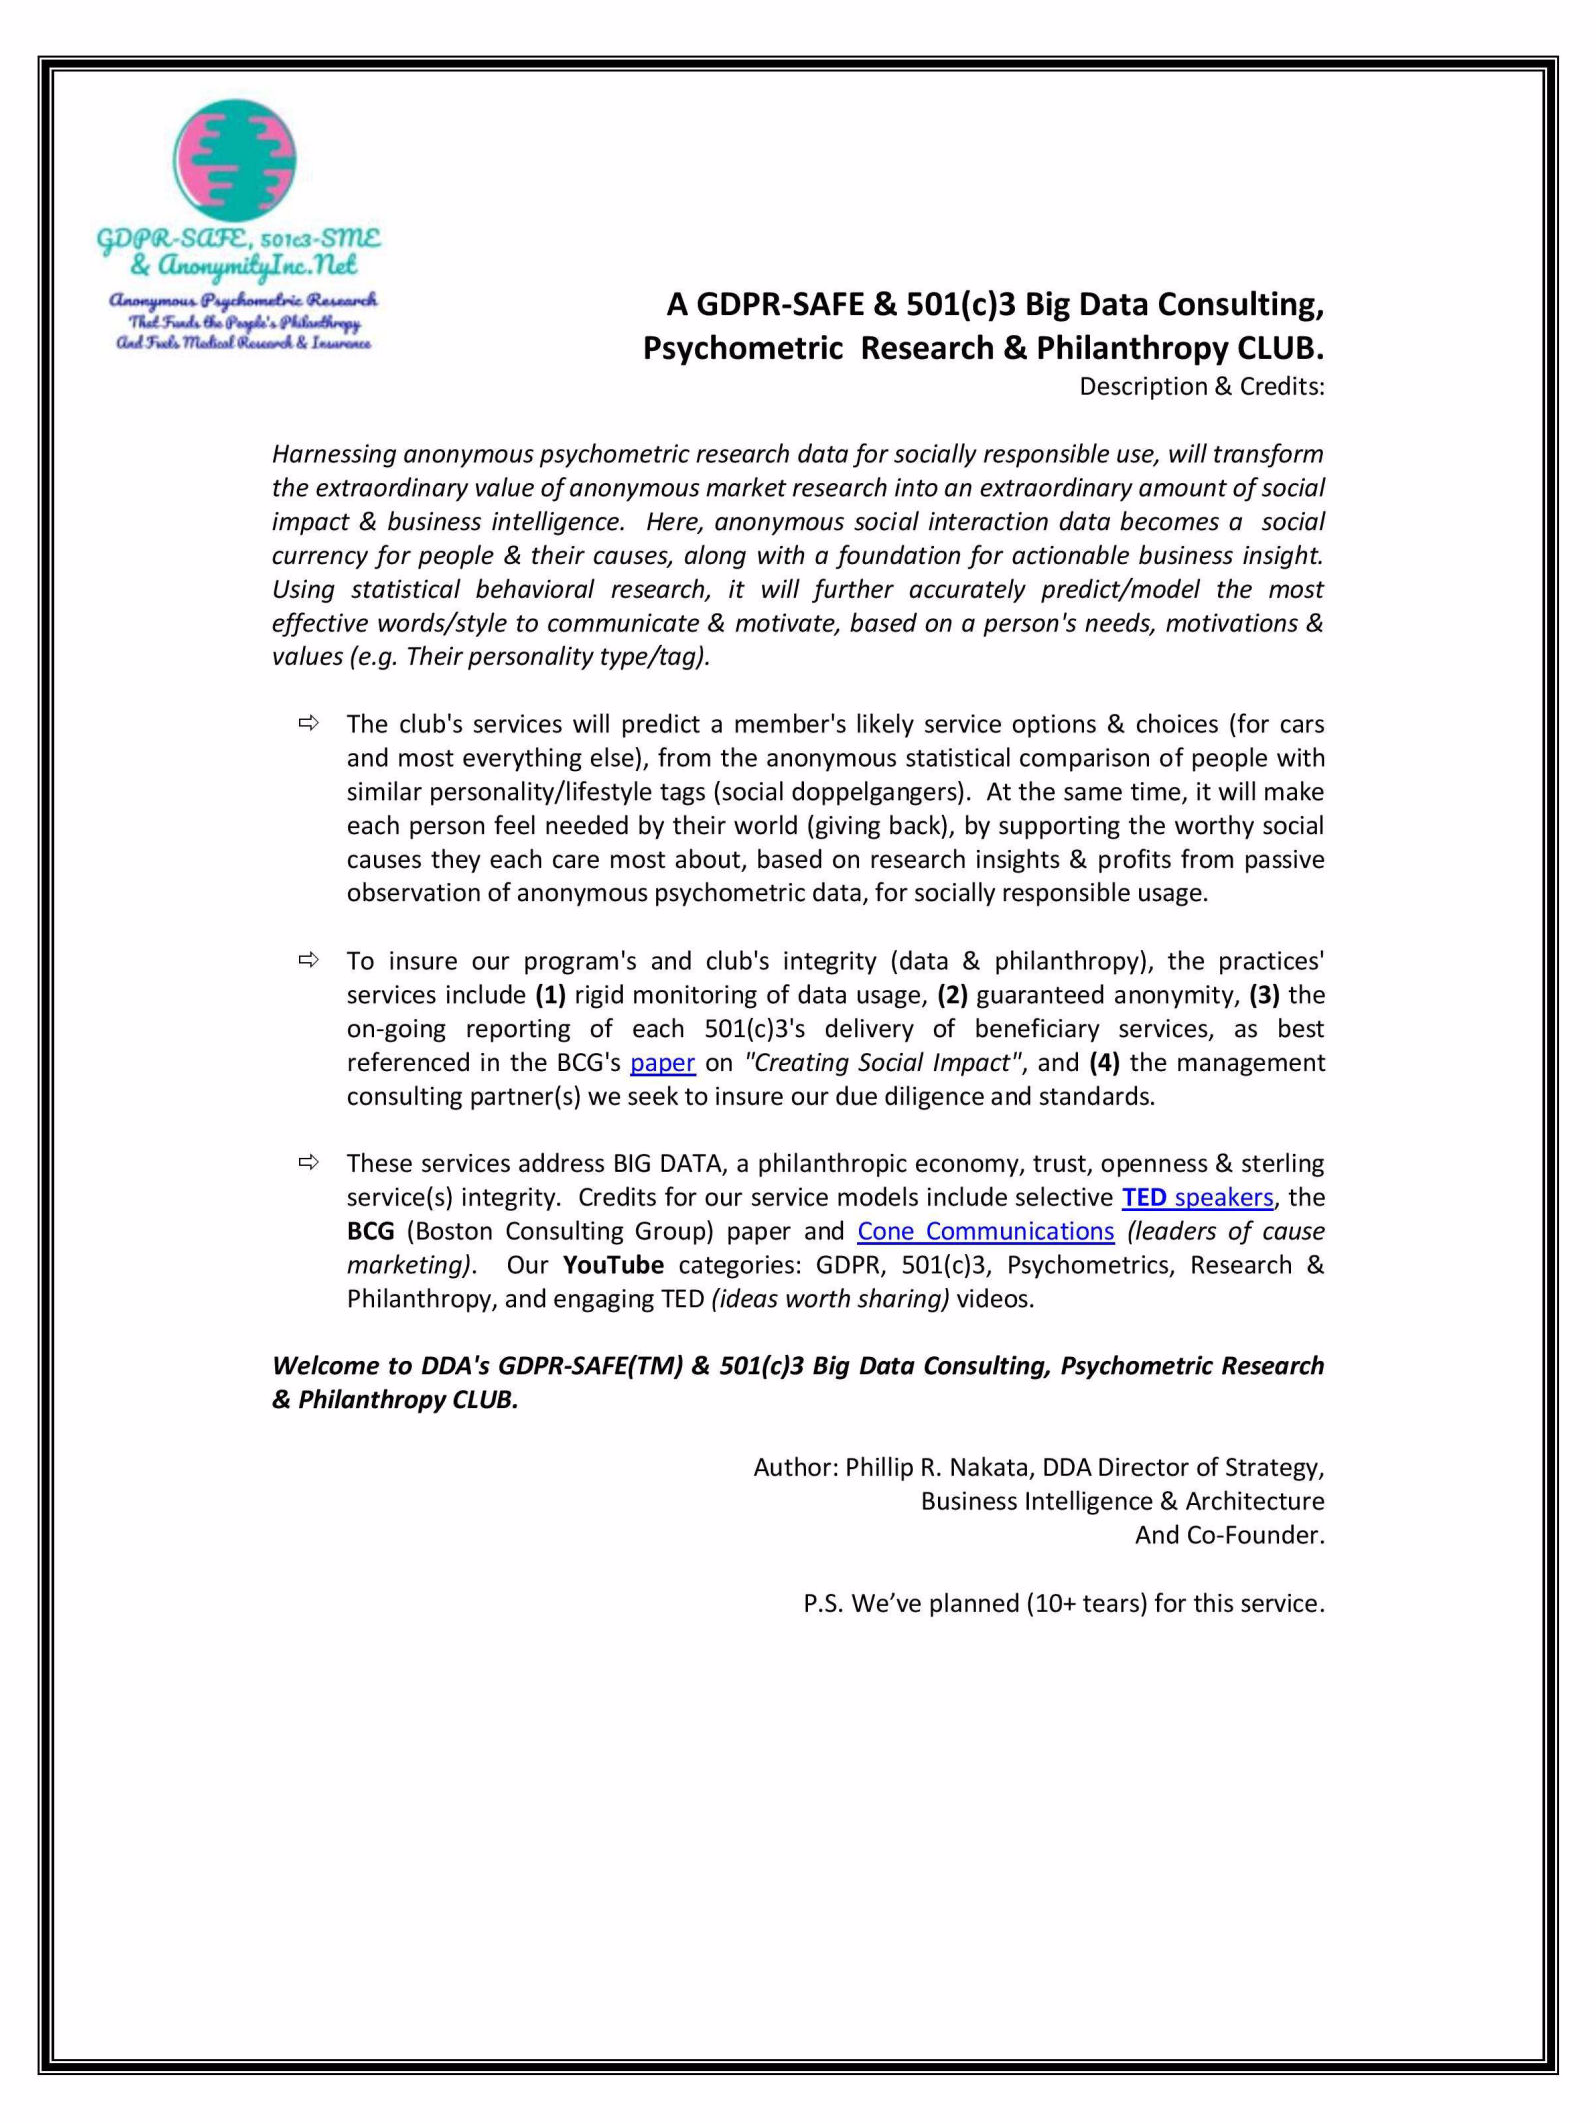 GDPR-SAFE, 501c3-SME
& AnonymityInc.Net
Anonymous Psychometric Research
That Funds the People's Philanthropy
And Fuels Medical Research & Insurance
A GDPR-SAFE & 501(c)3 Big Data Consulting,
Psychometric  Research & Philanthropy CLUB.
Description & Credits:
Harnessing anonymous psychometric research data for socially responsible use, will transform
the extraordinary value of anonymous market research into an extraordinary amount of social
impact & business intelligence.  Here, anonymous social interaction data becomes a  social
currency for people & their causes, along with a foundation for actionable business insight.
Using statistical behavioral research, it will further accurately predict/model the most
effective words/style to communicate & motivate, based on a person's needs, motivations &
values (e.g. Their personality type/tag).
⇨ The club's services will predict a member's likely service options & choices (for cars
and most everything else), from the anonymous statistical comparison of people with
similar personality/lifestyle tags (social doppelgangers).  At the same time, it will make
each person feel needed by their world (giving back), by supporting the worthy social
causes they each care most about, based on research insights & profits from passive
observation of anonymous psychometric data, for socially responsible usage.
⇨ To insure our program's and club's integrity (data & philanthropy), the practices'
services include (1) rigid monitoring of data usage, (2) guaranteed anonymity, (3) the
on-going reporting of each 501(c)3's delivery of beneficiary services, as best
referenced in the BCG's paper on "Creating Social Impact", and (4) the management
consulting partner(s) we seek to insure our due diligence and standards.
⇨ These services address BIG DATA, a philanthropic economy, trust, openness & sterling
service(s) integrity.  Credits for our service models include selective TED speakers, the
BCG (Boston Consulting Group) paper and Cone Communications (leaders of cause
marketing).  Our YouTube categories: GDPR, 501(c)3, Psychometrics, Research &
Philanthropy, and engaging TED (ideas worth sharing) videos.
Welcome to DDA's GDPR-SAFE(TM) & 501(c)3 Big Data Consulting, Psychometric Research
& Philanthropy CLUB.
Author: Phillip R. Nakata, DDA Director of Strategy,
Business Intelligence & Architecture
And Co-Founder.
P.S. We’ve planned (10+ tears) for this service.